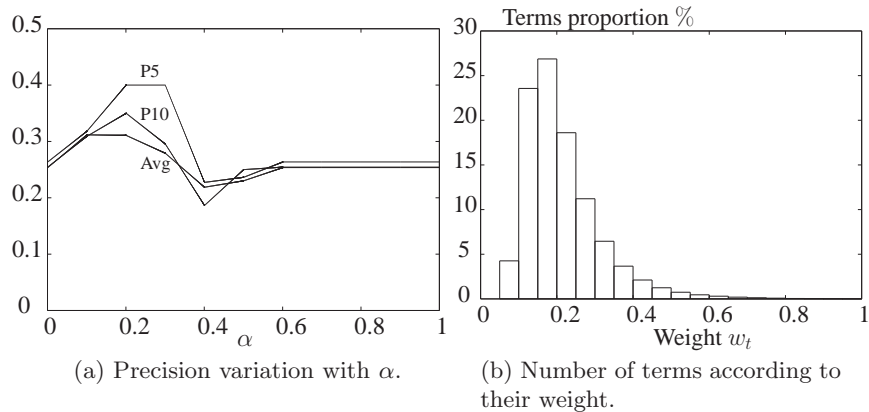 0.5
0.4
0.3
0.2
0.1
0
P5
P10
Avg
0 0.2 0.4 0.6 0.8 1
α
(a) Precision variation with α.
Terms proportion %
30
25
20
15
10
5
0
0 0.2 0.4 0.6 0.8 1
Weight wt
(b) Number of terms according to
their weight.